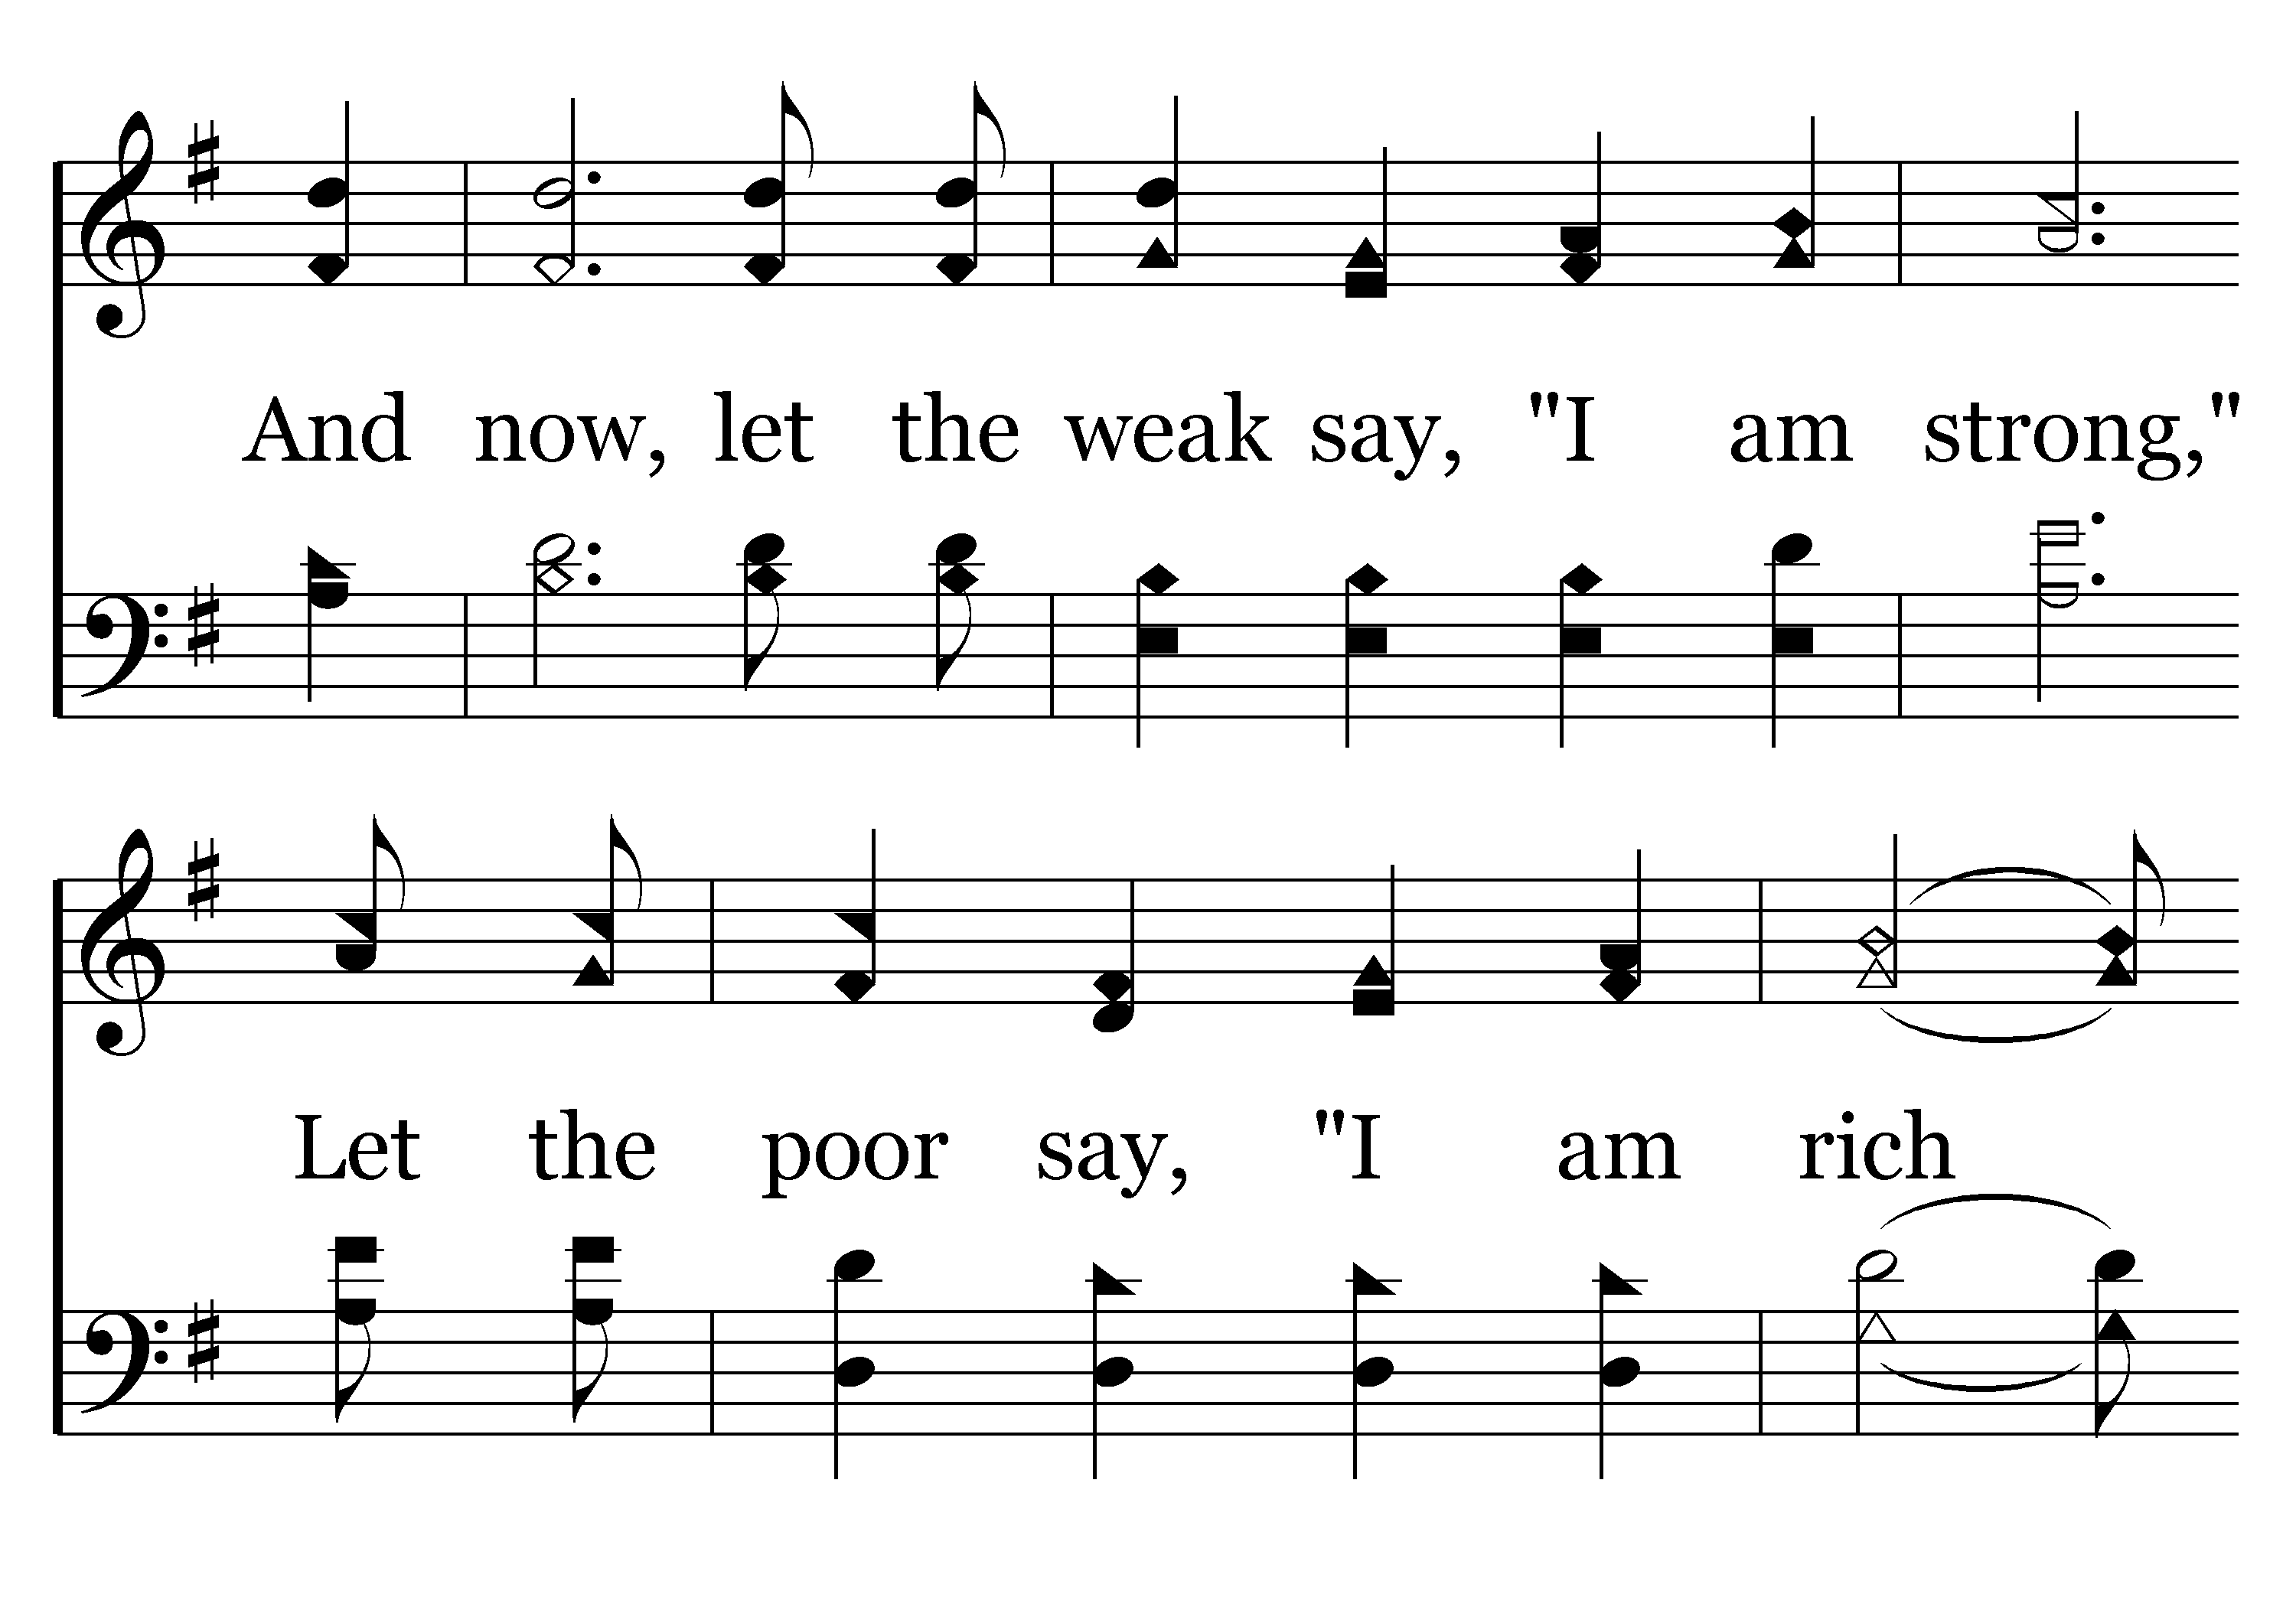 And now, let the weak say, "I am strong,"
Let the poor say, "I am rich